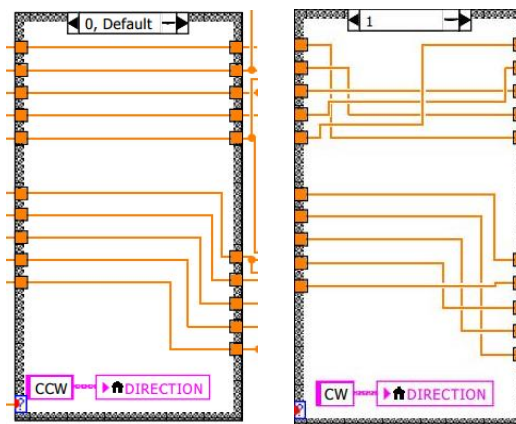 0, Default
1
CCW
DIRECTION
?
CW
DIRECTION
?